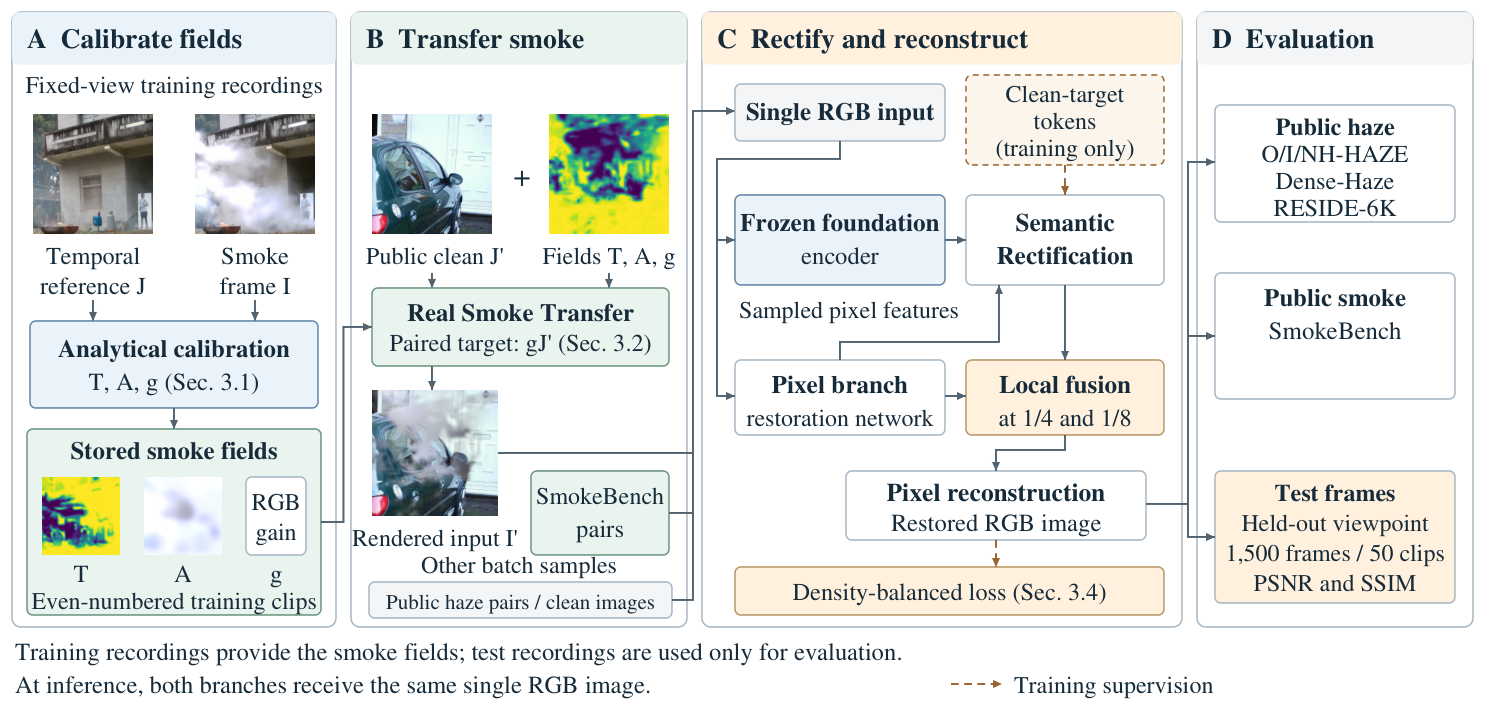 A Calibrate fields
Fixed-view training recordings
Temporal
reference J
Smoke
frame I
Analytical calibration
T, A, g (Sec. 3.1)
Stored smoke fields
RGB
gain
T
A
g
Even-numbered training clips
B Transfer smoke
+
Public clean J'
Fields T, A, g
Real Smoke Transfer
Paired target: gJ' (Sec. 3.2)
Rendered input I'
SmokeBench
pairs
Other batch samples
Public haze pairs / clean images
C Rectify and reconstruct
Single RGB input
Clean-target
tokens
(training only)
Frozen foundation
encoder
Semantic
Rectification
Sampled pixel features
Pixel branch
restoration network
Local fusion
at 1/4 and 1/8
Pixel reconstruction
Restored RGB image
Density-balanced loss (Sec. 3.4)
D Evaluation
Public haze
O/I/NH-HAZE
Dense-Haze
RESIDE-6K
Public smoke
SmokeBench
Test frames
Held-out viewpoint
1,500 frames / 50 clips
PSNR and SSIM
Training recordings provide the smoke fields; test recordings are used only for evaluation.
At inference, both branches receive the same single RGB image.
Training supervision